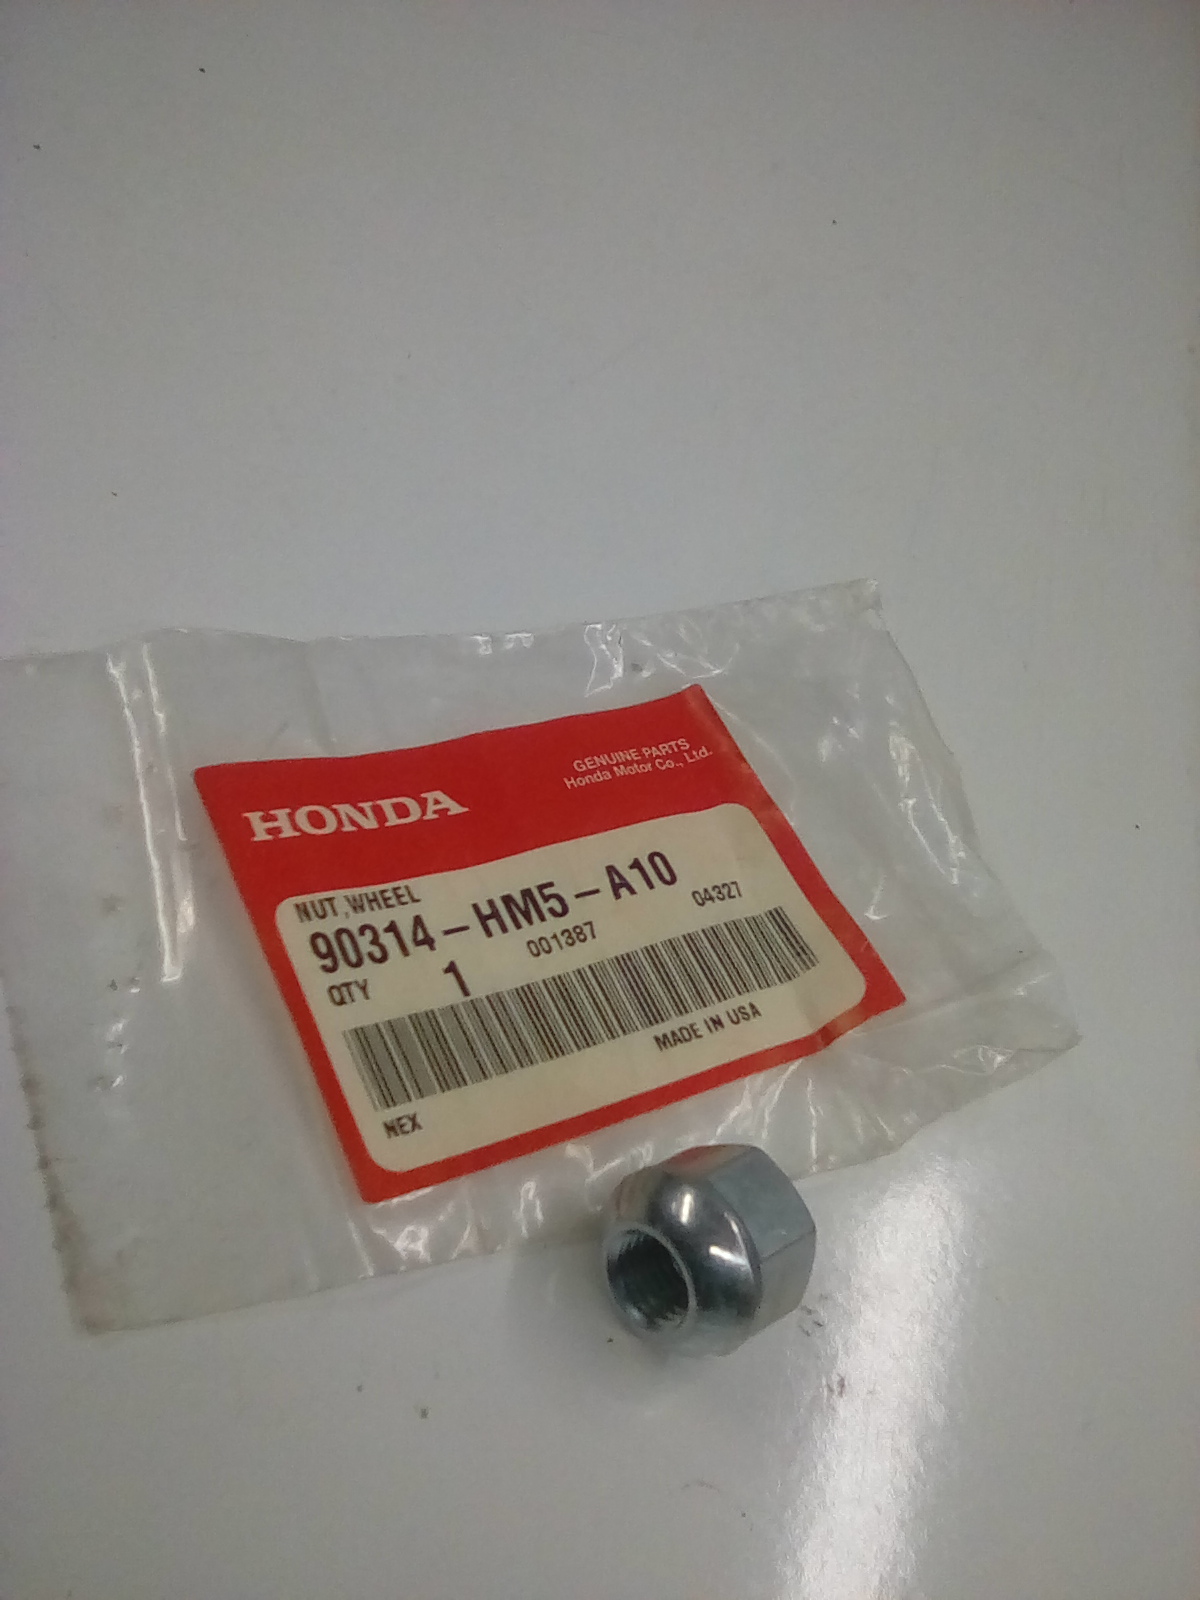 HONDA
GENUINE PARTS
Honda Motor Co., Ltd.
NUT,WHEEL
90314-HM5-A10
001387 04327
QTY 1
MADE IN USA
NEX